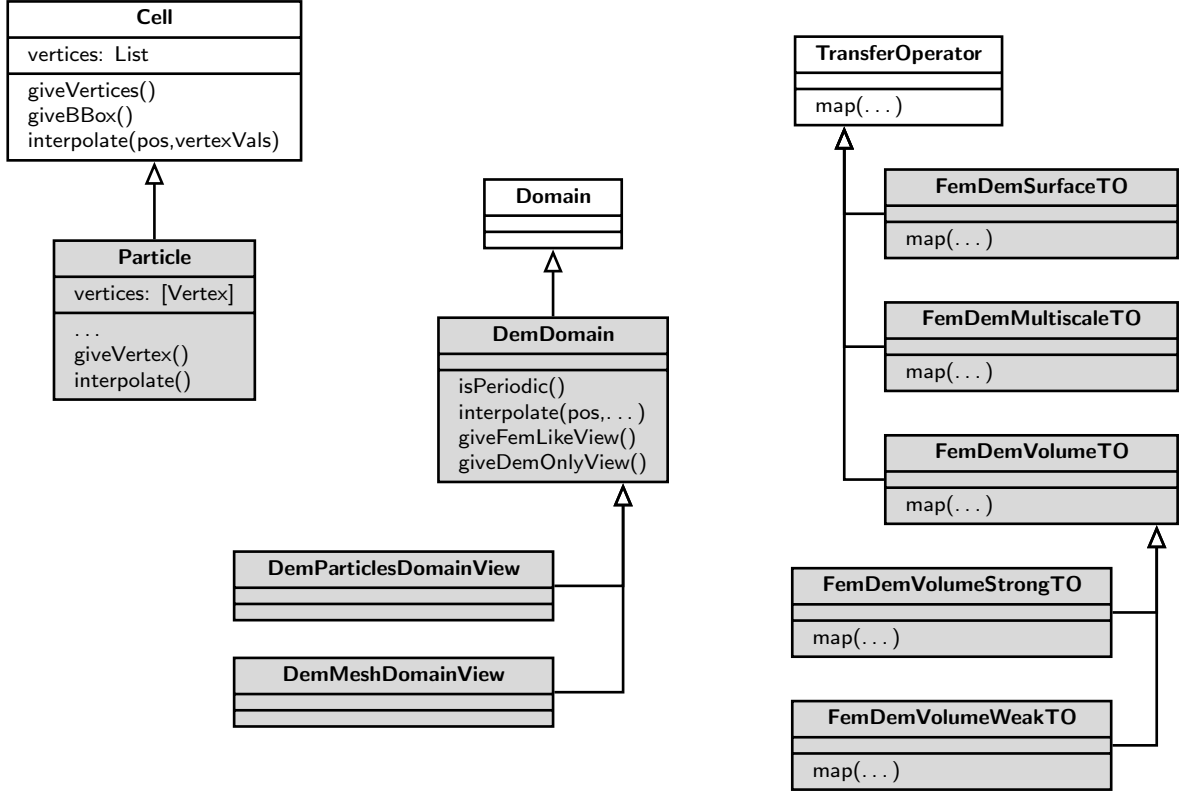 Cell
vertices: List
giveVertices()
giveBBox()
interpolate(pos,vertexVals)
Particle
vertices: [Vertex]
...
giveVertex()
interpolate()
Domain
DemDomain
isPeriodic()
interpolate(pos,...)
giveFemLikeView()
giveDemOnlyView()
DemParticlesDomainView
DemMeshDomainView
TransferOperator
map(...)
FemDemSurfaceTO
map(...)
FemDemMultiscaleTO
map(...)
FemDemVolumeTO
map(...)
FemDemVolumeStrongTO
map(...)
FemDemVolumeWeakTO
map(...)